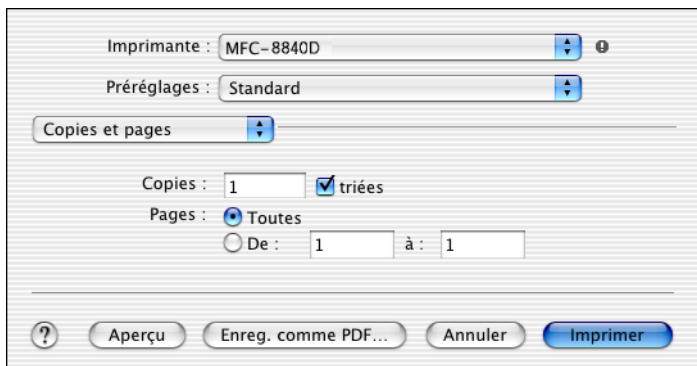 Imprimante : MFC-8840D
Préréglages : Standard
Copies et pages
Copies : 1 triées
Pages : Toutes
De : 1 à : 1
? Aperçu Enreg. comme PDF... Annuler Imprimer